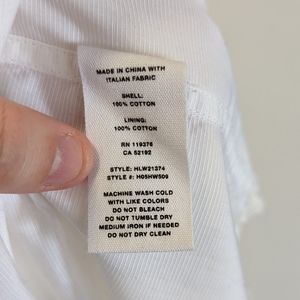 MADE IN CHINA WITH
ITALIAN FABRIC
SHELL:
100% COTTON
LINING:
100% COTTON
RN 119376
CA 52192
STYLE: HLW21374
STYLE #: H05HW509
MACHINE WASH COLD
WITH LIKE COLORS
DO NOT BLEACH
DO NOT TUMBLE DRY
MEDIUM IRON IF NEEDED
DO NOT DRY CLEAN